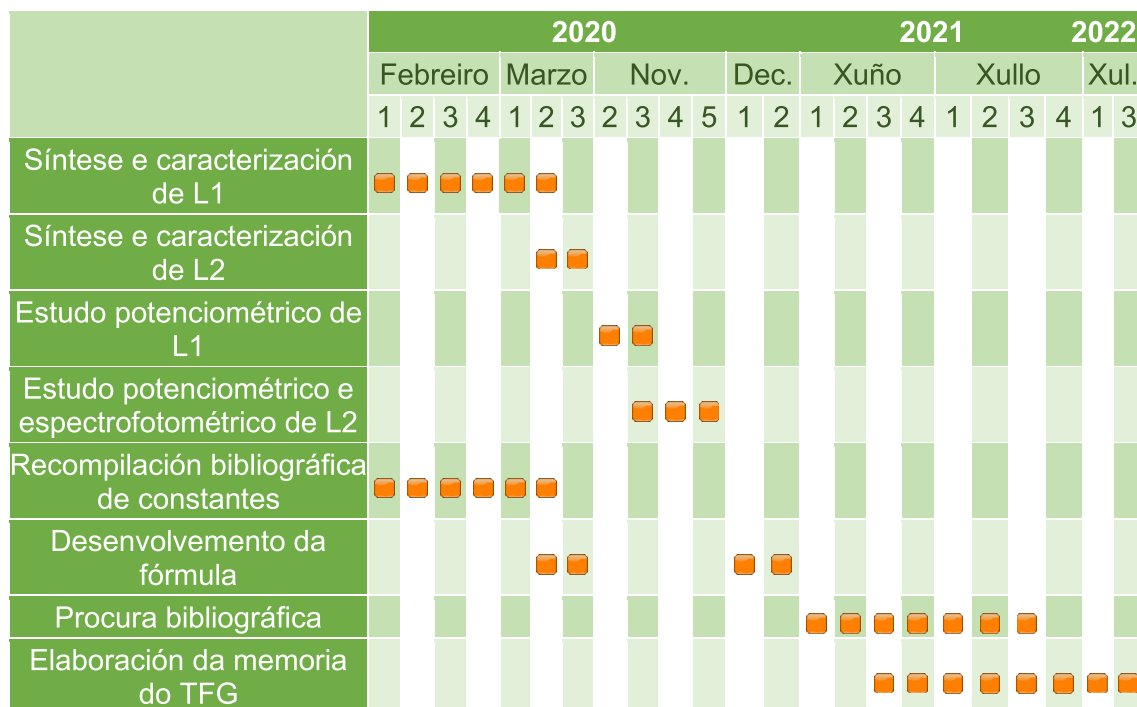 2020 2021 2022
Febreiro Marzo Nov. Dec. Xuño Xullo Xul.
1 2 3 4 1 2 3 2 3 4 5 1 2 1 2 3 4 1 2 3 4 1 3
Síntese e caracterización
de L1
Síntese e caracterización
de L2
Estudo potenciométrico de
L1
Estudo potenciométrico e
espectrofotométrico de L2
Recompilación bibliográfica
de constantes
Desenvolvemento da
fórmula
Procura bibliográfica
Elaboración da memoria
do TFG